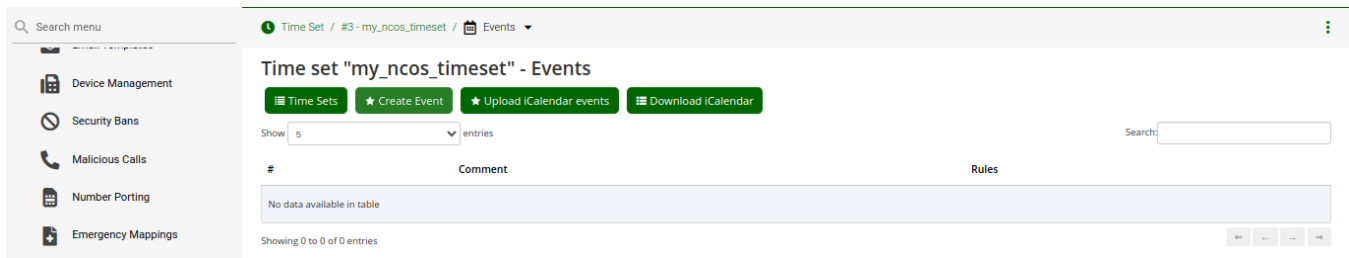 Search menu
Time Set / #3 - my_ncos_timeset / Events
Email Templates
Device Management
Security Bans
Malicious Calls
Number Porting
Emergency Mappings
Time set "my_ncos_timeset" - Events
Time Sets Create Event Upload iCalendar events Download iCalendar
Show 5 entries Search:
# Comment Rules
No data available in table
Showing 0 to 0 of 0 entries ⇐ ← → ⇒